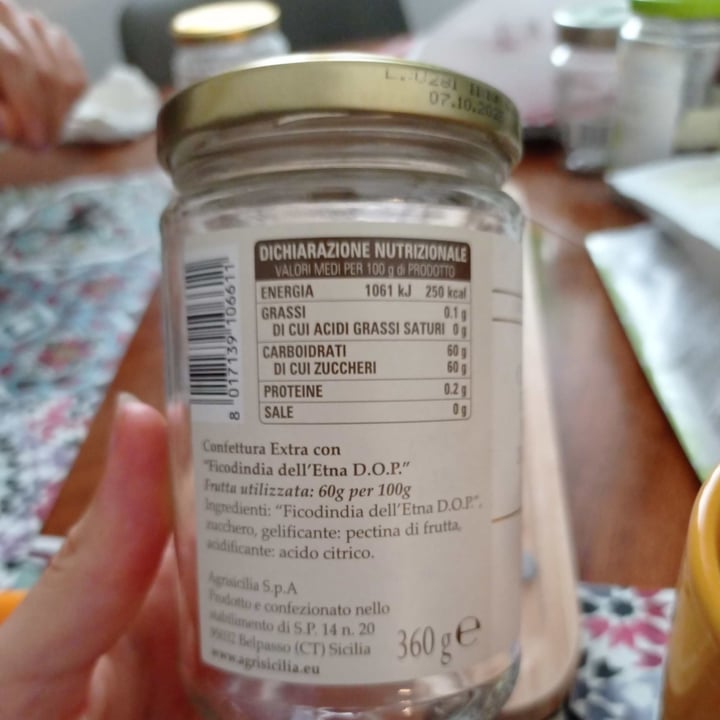 07.10.202
DICHIARAZIONE NUTRIZIONALE
VALORI MEDI PER 100 g di PRODOTTO
ENERGIA 1061 kJ 250 kcal
GRASSI 0.1 g
DI CUI ACIDI GRASSI SATURI 0 g
CARBOIDRATI 60 g
DI CUI ZUCCHERI 60 g
PROTEINE 0.2 g
SALE 0 g
8 017139 106611
Confettura Extra con
"Ficodindia dell'Etna D.O.P."
Frutta utilizzata: 60g per 100g
Ingredienti: "Ficodindia dell'Etna D.O.P.",
zucchero, gelificante: pectina di frutta,
acidificante: acido citrico.
Agrisicilia S.p.A
Prodotto e confezionato nello
stabilimento di S.P. 14 n. 20
95032 Belpasso (CT) Sicilia
www.agrisicilia.eu
360 g e